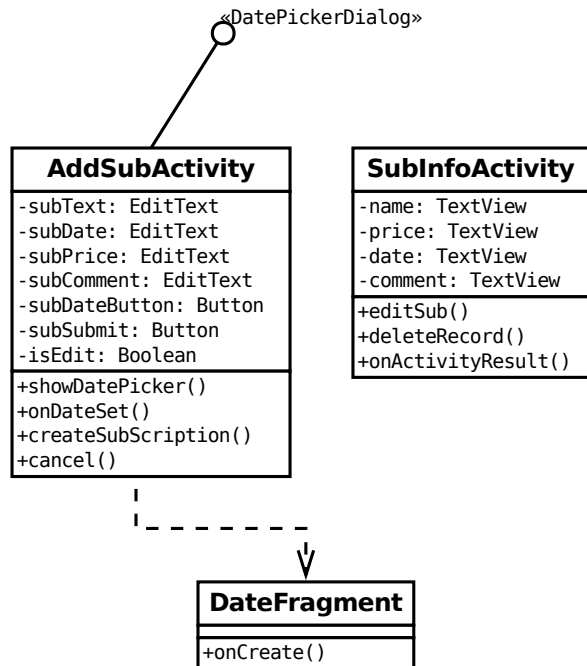 «DatePickerDialog»
AddSubActivity
-subText: EditText
-subDate: EditText
-subPrice: EditText
-subComment: EditText
-subDateButton: Button
-subSubmit: Button
-isEdit: Boolean
+showDatePicker()
+onDateSet()
+createSubScription()
+cancel()
SubInfoActivity
-name: TextView
-price: TextView
-date: TextView
-comment: TextView
+editSub()
+deleteRecord()
+onActivityResult()
DateFragment
+onCreate()